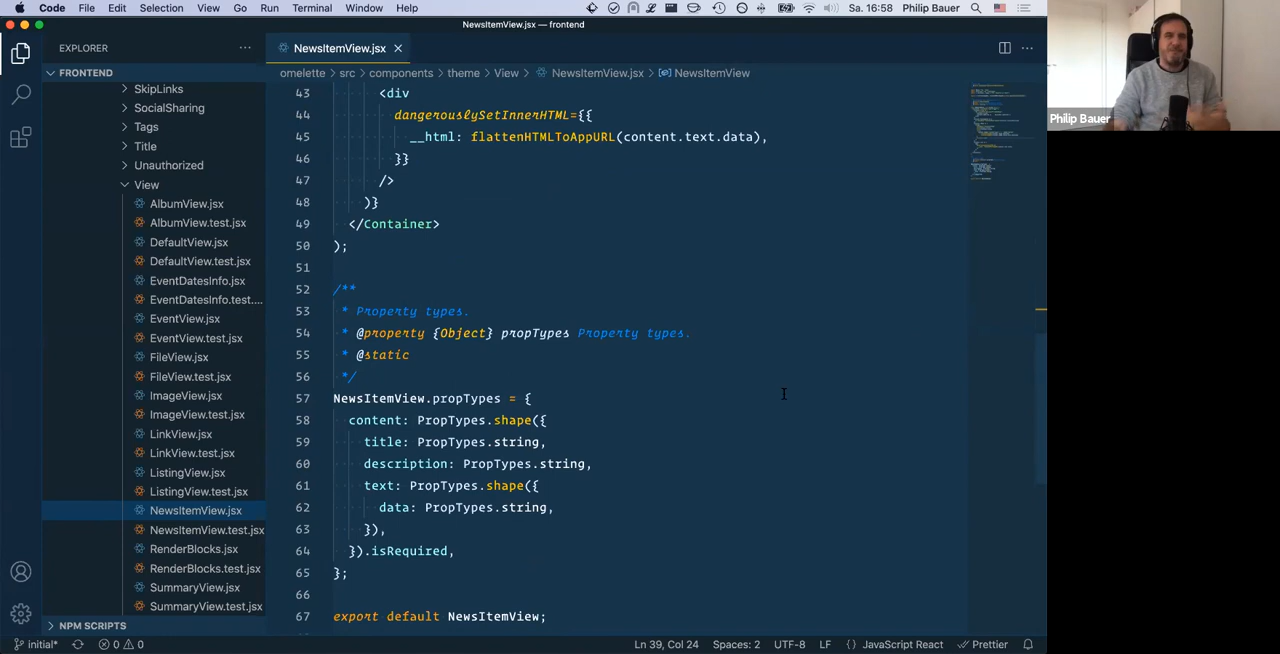 Code File Edit Selection View Go Run Terminal Window Help
Sa. 16:58 Philip Bauer
NewsItemView.jsx — frontend
EXPLORER
FRONTEND
SkipLinks
SocialSharing
Tags
Title
Unauthorized
View
AlbumView.jsx
AlbumView.test.jsx
DefaultView.jsx
DefaultView.test.jsx
EventDatesInfo.jsx
EventDatesInfo.test....
EventView.jsx
EventView.test.jsx
FileView.jsx
FileView.test.jsx
ImageView.jsx
ImageView.test.jsx
LinkView.jsx
LinkView.test.jsx
ListingView.jsx
ListingView.test.jsx
NewsItemView.jsx
NewsItemView.test.jsx
RenderBlocks.jsx
RenderBlocks.test.jsx
SummaryView.jsx
SummaryView.test.jsx
NPM SCRIPTS
NewsItemView.jsx
omelette > src > components > theme > View > NewsItemView.jsx > NewsItemView
43 <div
44 dangerouslySetInnerHTML={{
45 __html: flattenHTMLToAppURL(content.text.data),
46 }}
47 />
48 )}
49 </Container>
50 );
51
52 /**
53 * Property types.
54 * @property {Object} propTypes Property types.
55 * @static
56 */
57 NewsItemView.propTypes = {
58 content: PropTypes.shape({
59 title: PropTypes.string,
60 description: PropTypes.string,
61 text: PropTypes.shape({
62 data: PropTypes.string,
63 }),
64 }).isRequired,
65 };
66
67 export default NewsItemView;
Philip Bauer
initial* 0 0 Ln 39, Col 24 Spaces: 2 UTF-8 LF {} JavaScript React Prettier